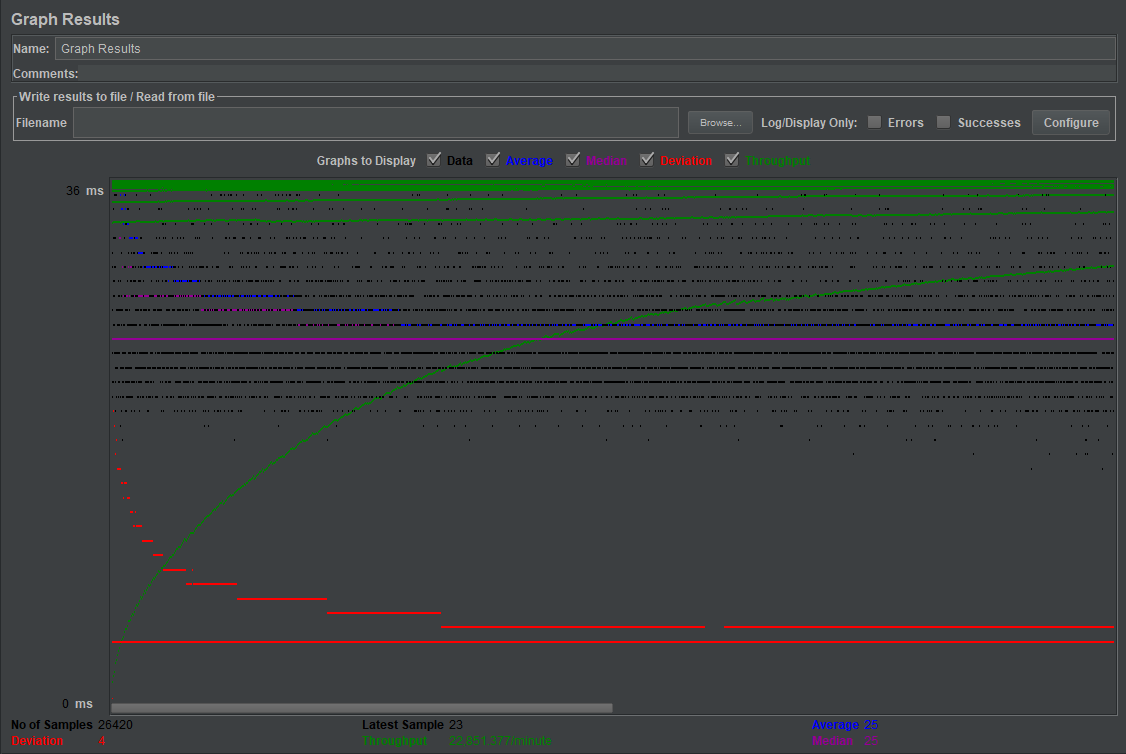 Graph Results
Name: Graph Results
Comments:
Write results to file / Read from file
Filename Browse... Log/Display Only: Errors Successes Configure
Graphs to Display Data Average Median Deviation Throughput
36 ms
0 ms
No of Samples 26420 Latest Sample 23 Average 25
Deviation 4 Throughput 22,851.377/minute Median